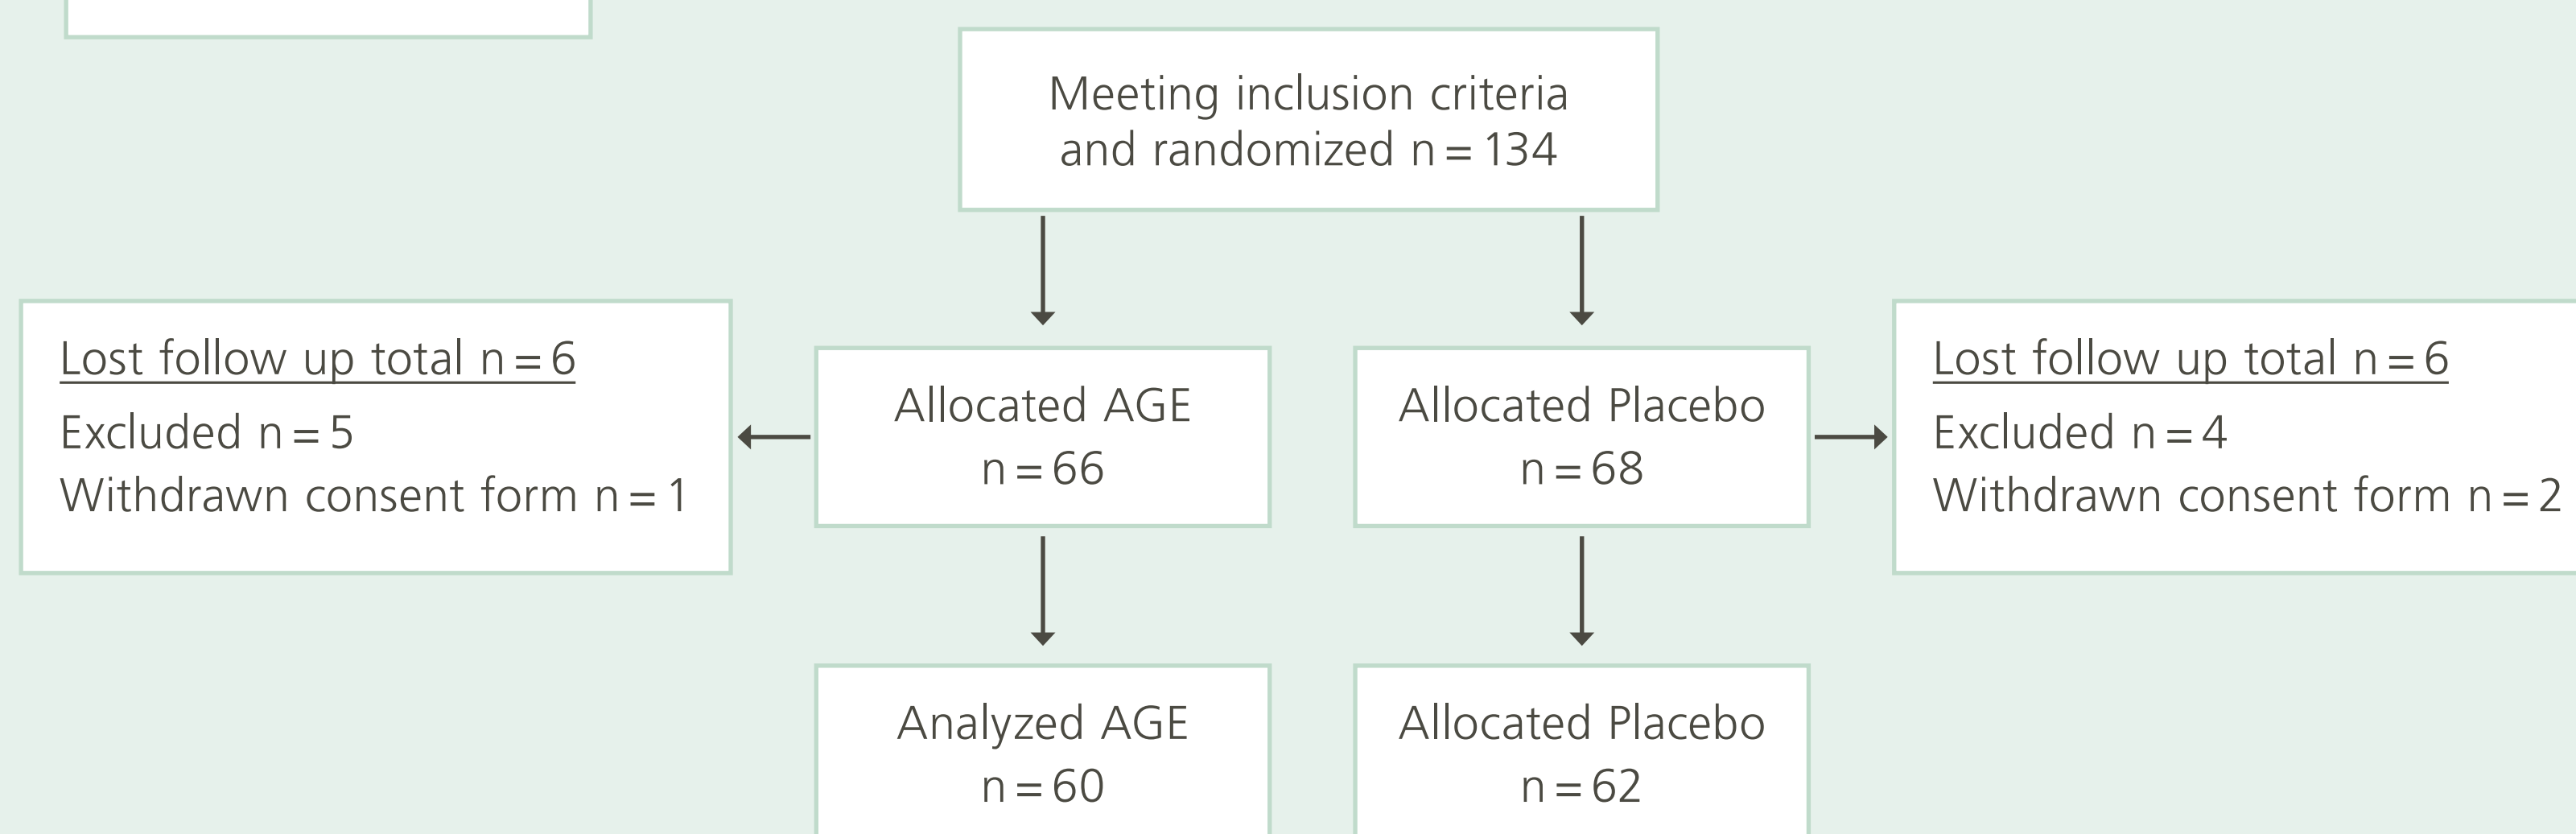 Meeting inclusion criteria
and randomized n = 134
Lost follow up total n = 6
Excluded n = 5
Withdrawn consent form n = 1
Allocated AGE
n = 66
Allocated Placebo
n = 68
Lost follow up total n = 6
Excluded n = 4
Withdrawn consent form n = 2
Analyzed AGE
n = 60
Allocated Placebo
n = 62